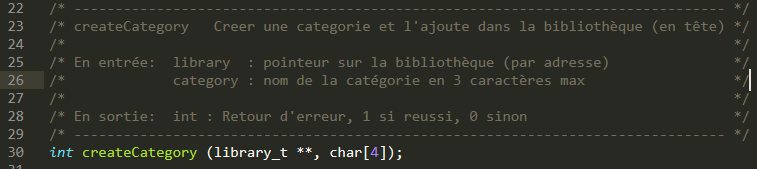 22 /* -------------------------------------------------------------------------------- */
23 /* createCategory   Creer une categorie et l'ajoute dans la bibliothèque (en tête) */
24 /*                                                                                  */
25 /* En entrée:  library  : pointeur sur la bibliothèque (par adresse)                */
26 /*             category : nom de la catégorie en 3 caractères max                   */
27 /*                                                                                  */
28 /* En sortie:  int : Retour d'erreur, 1 si reussi, 0 sinon                          */
29 /* -------------------------------------------------------------------------------- */
30 int createCategory (library_t **, char[4]);